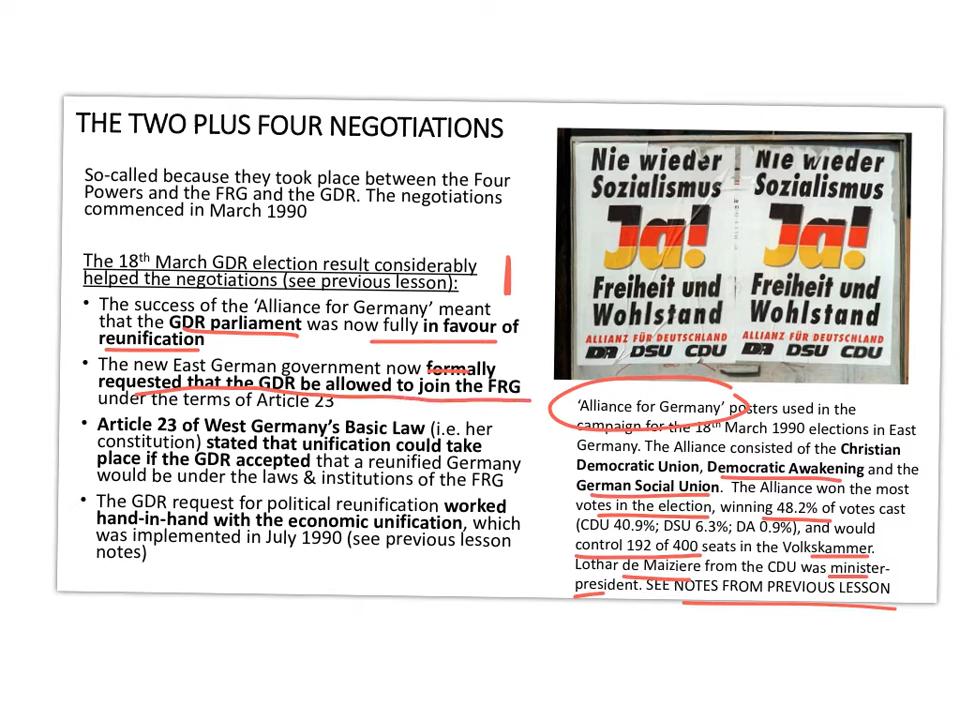 THE TWO PLUS FOUR NEGOTIATIONS
So-called because they took place between the Four
Powers and the FRG and the GDR. The negotiations
commenced in March 1990
The 18th March GDR election result considerably
helped the negotiations (see previous lesson):
• The success of the ‘Alliance for Germany’ meant
that the GDR parliament was now fully in favour of
reunification
• The new East German government now formally
requested that the GDR be allowed to join the FRG
under the terms of Article 23
• Article 23 of West Germany’s Basic Law (i.e. her
constitution) stated that unification could take
place if the GDR accepted that a reunified Germany
would be under the laws & institutions of the FRG
• The GDR request for political reunification worked
hand-in-hand with the economic unification, which
was implemented in July 1990 (see previous lesson
notes)
Nie wieder
Sozialismus
Ja!
Freiheit und
Wohlstand
ALLIANZ FÜR DEUTSCHLAND
DA DSU CDU
Nie wieder
Sozialismus
Ja!
Freiheit und
Wohlstand
ALLIANZ FÜR DEUTSCHLAND
DA DSU CDU
‘Alliance for Germany’ posters used in the
campaign for the 18th March 1990 elections in East
Germany. The Alliance consisted of the Christian
Democratic Union, Democratic Awakening and the
German Social Union. The Alliance won the most
votes in the election, winning 48.2% of votes cast
(CDU 40.9%; DSU 6.3%; DA 0.9%), and would
control 192 of 400 seats in the Volkskammer.
Lothar de Maiziere from the CDU was minister-
president. SEE NOTES FROM PREVIOUS LESSON